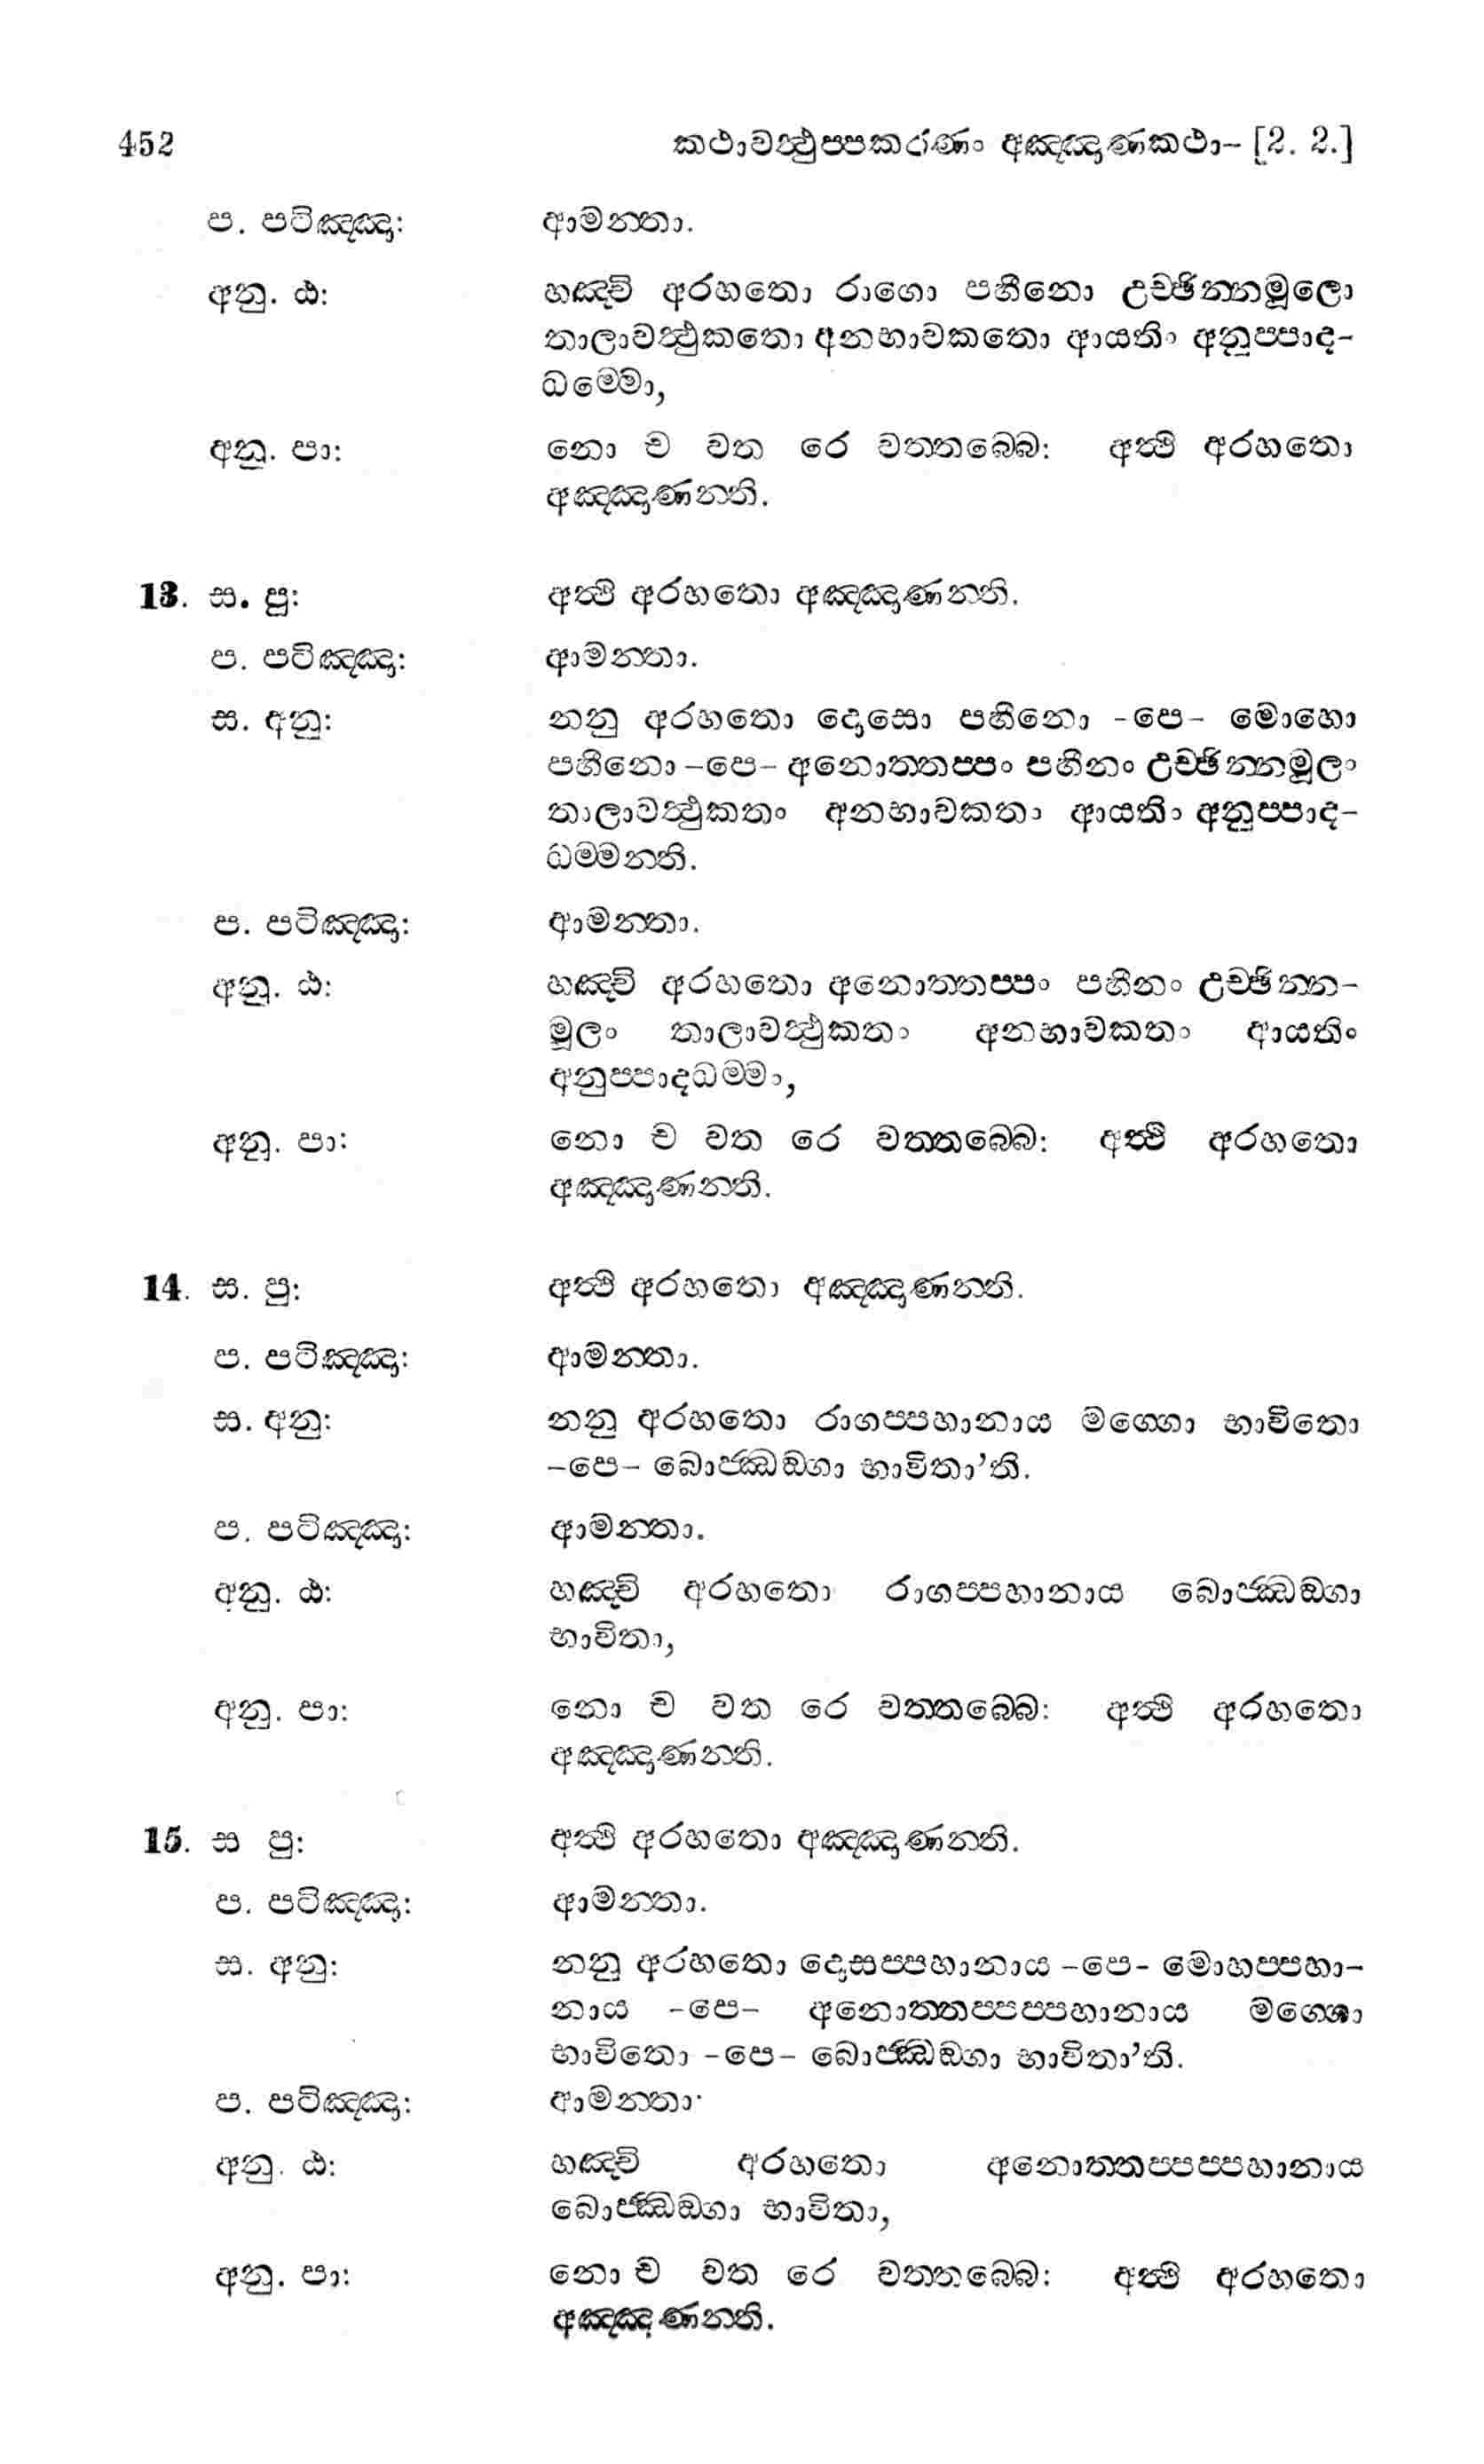 452 කථාවත්‍ථුප්පකරණං අඤ්ඤාණකථා- [2. 2.]
ප. පටිඤ්ඤා: ආමන්තා.
අනු. ඨ: හඤ්චි අරහතො රාගො පහීනො උච්ඡින්නමූලො
තාලාවත්‍ථුකතො අනභාවකතො ආයතිං අනුප්පාද-
ධම්මො,
අනු. පා: නො ච වත රෙ වත්තබ්බෙ: අත්‍ථි අරහතො
අඤ්ඤාණන්ති.
13. ස. පු: අත්‍ථි අරහතො අඤ්ඤාණන්ති.
ප. පටිඤ්ඤා: ආමන්තා.
ස. අනු: නනු අරහතො දොසො පහීනො -පෙ- මොහො
පහීනො -පෙ- අනොත්තප්පං පහීනං උච්ඡින්නමූලං
තාලාවත්‍ථුකතං අනභාවකතං ආයතිං අනුප්පාද-
ධම්මන්ති.
ප. පටිඤ්ඤා: ආමන්තා.
අනු. ඨ: හඤ්චි අරහතො අනොත්තප්පං පහීනං උච්ඡින්න-
මූලං තාලාවත්‍ථුකතං අනභාවකතං ආයතිං
අනුප්පාදධම්මං,
අනු. පා: නො ච වත රෙ වත්තබ්බෙ: අත්‍ථි අරහතො
අඤ්ඤාණන්ති.
14. ස. පු: අත්‍ථි අරහතො අඤ්ඤාණන්ති.
ප. පටිඤ්ඤා: ආමන්තා.
ස. අනු: නනු අරහතො රාගප්පහානාය මග්ගො භාවිතො
-පෙ- බොජ්ඣඞ්ගා භාවිතා’ති.
ප. පටිඤ්ඤා: ආමන්තා.
අනු. ඨ: හඤ්චි අරහතො රාගප්පහානාය බොජ්ඣඞ්ගා
භාවිතා,
අනු. පා: නො ච වත රෙ වත්තබ්බෙ: අත්‍ථි අරහතො
අඤ්ඤාණන්ති.
15. ස පු: අත්‍ථි අරහතො අඤ්ඤාණන්ති.
ප. පටිඤ්ඤා: ආමන්තා.
ස. අනු: නනු අරහතො දොසප්පහානාය -පෙ- මොහප්පහා-
නාය -පෙ- අනොත්තප්පප්පහානාය මග්ගො
භාවිතො -පෙ- බොජ්ඣඞ්ගා භාවිතා’ති.
ප. පටිඤ්ඤා: ආමන්තා.
අනු. ඨ: හඤ්චි අරහතො අනොත්තප්පප්පහානාය
බොජ්ඣඞ්ගා භාවිතා,
අනු. පා: නො ච වත රෙ වත්තබ්බෙ: අත්‍ථි අරහතො
අඤ්ඤාණන්ති.